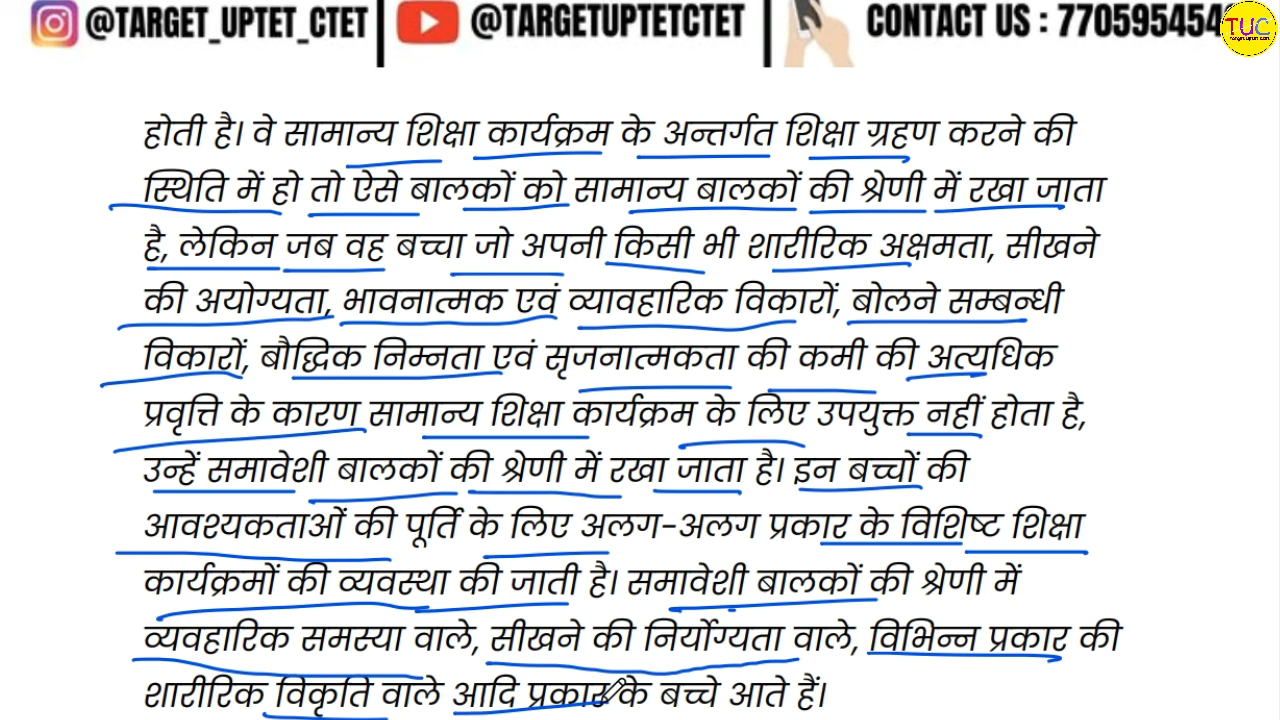 @TARGET_UPTET_CTET @TARGETUPTETCTET CONTACT US : 770595454
TUC
होती है। वे सामान्य शिक्षा कार्यक्रम के अन्तर्गत शिक्षा ग्रहण करने की
स्थिति में हो तो ऐसे बालकों को सामान्य बालकों की श्रेणी में रखा जाता
है, लेकिन जब वह बच्चा जो अपनी किसी भी शारीरिक अक्षमता, सीखने
की अयोग्यता, भावनात्मक एवं व्यावहारिक विकारों, बोलने सम्बन्धी
विकारों, बौद्धिक निम्नता एवं सृजनात्मकता की कमी की अत्यधिक
प्रवृत्ति के कारण सामान्य शिक्षा कार्यक्रम के लिए उपयुक्त नहीं होता है,
उन्हें समावेशी बालकों की श्रेणी में रखा जाता है। इन बच्चों की
आवश्यकताओं की पूर्ति के लिए अलग-अलग प्रकार के विशिष्ट शिक्षा
कार्यक्रमों की व्यवस्था की जाती है। समावेशी बालकों की श्रेणी में
व्यवहारिक समस्या वाले, सीखने की निर्योग्यता वाले, विभिन्न प्रकार की
शारीरिक विकृति वाले आदि प्रकार के बच्चे आते हैं।